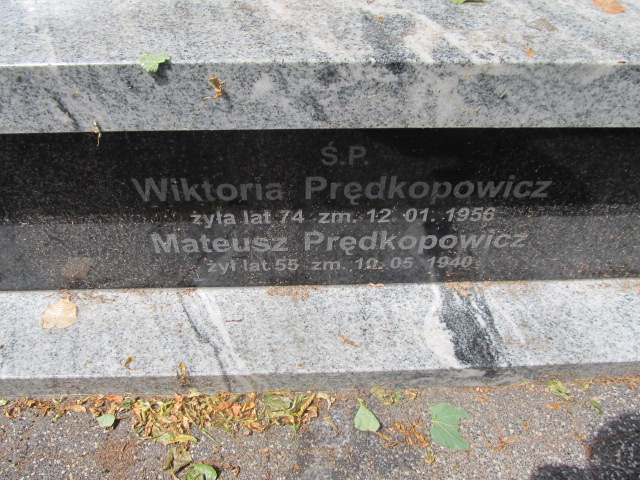 Ś.P.
Wiktoria Prędkopowicz
żyła lat 74 zm. 12. 01. 1956
Mateusz Prędkopowicz
żył lat 55 zm. 10. 05 1940